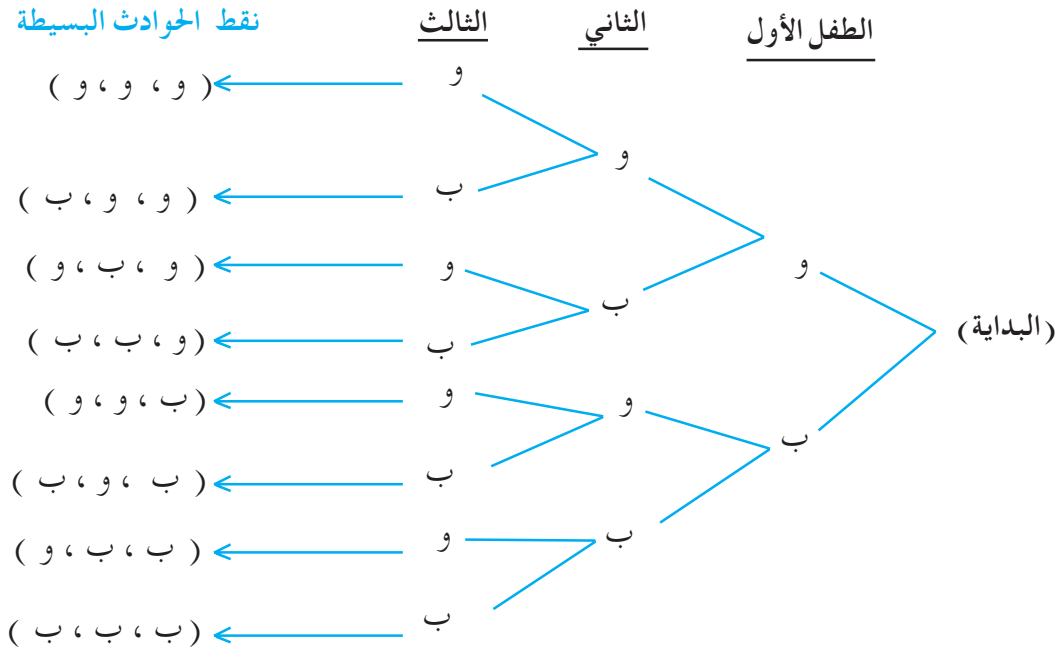 الطفل الأول الثاني الثالث نقط الحوادث البسيطة
و ( و ، و ، و )
و
ب ( و ، و ، ب )
و و ( و ، ب ، و )
ب
(البداية) ب ( و ، ب ، ب )
و و ( ب ، و ، و )
ب
ب ( ب ، و ، ب )
ب و ( ب ، ب ، و )
ب ( ب ، ب ، ب )